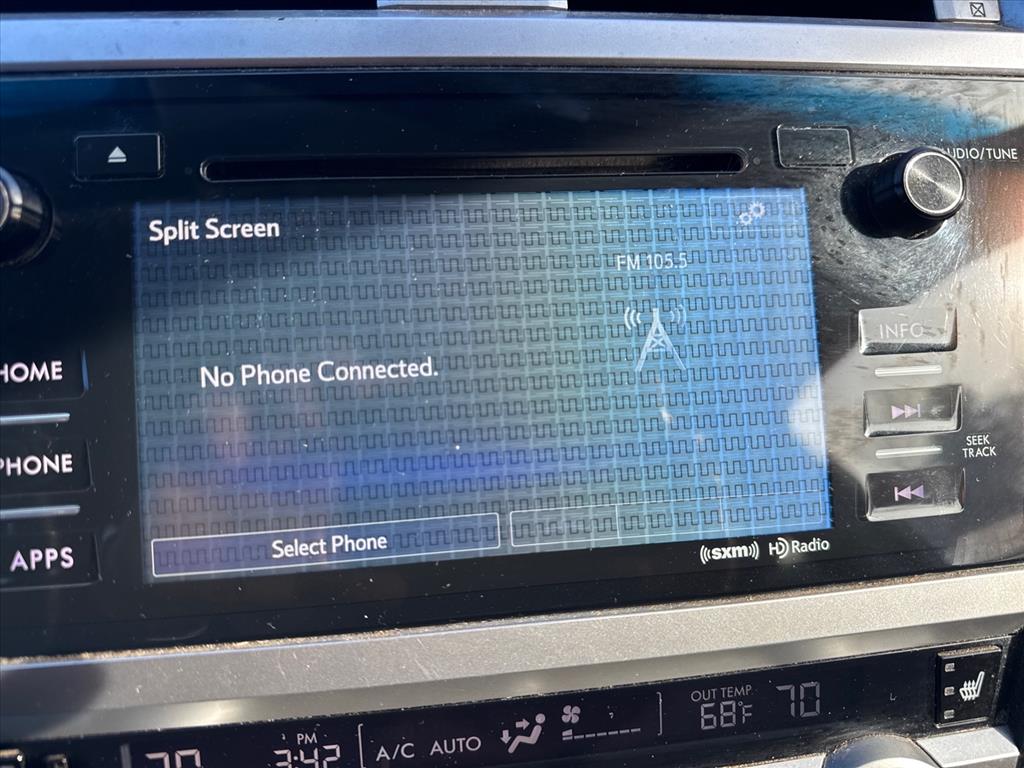 AUDIO/TUNE
Split Screen
FM 105.5
INFO
HOME
No Phone Connected.
SEEK
TRACK
PHONE
APPS
Select Phone
((sxm)) HD Radio
OUT TEMP
68°F 70
PM
70 3:42 A/C AUTO